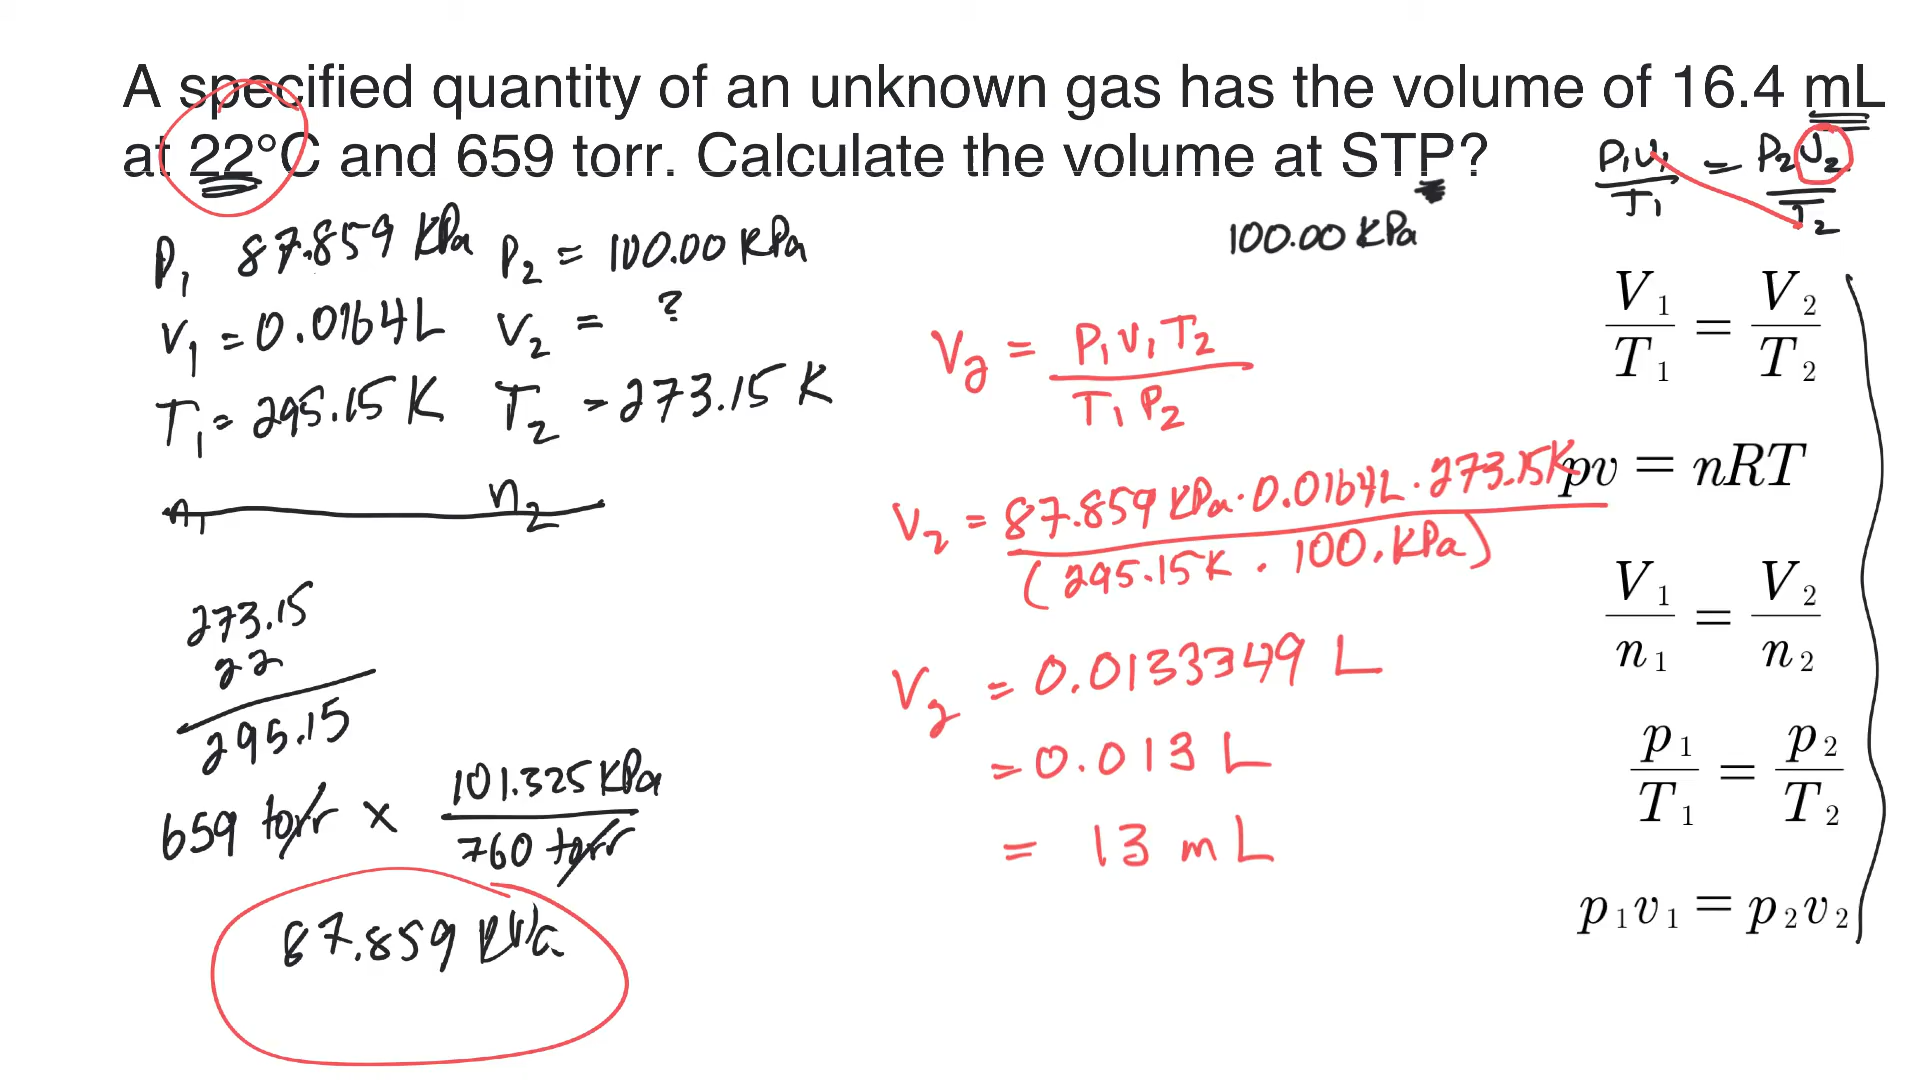 A specified quantity of an unknown gas has the volume of 16.4 mL
at 22°C and 659 torr. Calculate the volume at STP?
P₁V₁/T₁ = P₂V₂/T₂
100.00 KPa
P₁ 87.859 KPa P₂ = 100.00 KPa
V₁ = 0.0164L V₂ = ?
T₁ = 295.15 K T₂ = 273.15 K
n₁ n₂
273.15
22
295.15
659 torr x 101.325 KPa / 760 torr
87.859 KPa
V₂ = P₁V₁T₂ / T₁P₂
V₂ = 87.859 KPa · 0.0164L · 273.15K / (295.15K · 100. KPa)
V₂ = 0.0133349 L
= 0.013 L
= 13 mL
V₁/T₁ = V₂/T₂
pv = nRT
V₁/n₁ = V₂/n₂
p₁/T₁ = p₂/T₂
p₁v₁ = p₂v₂